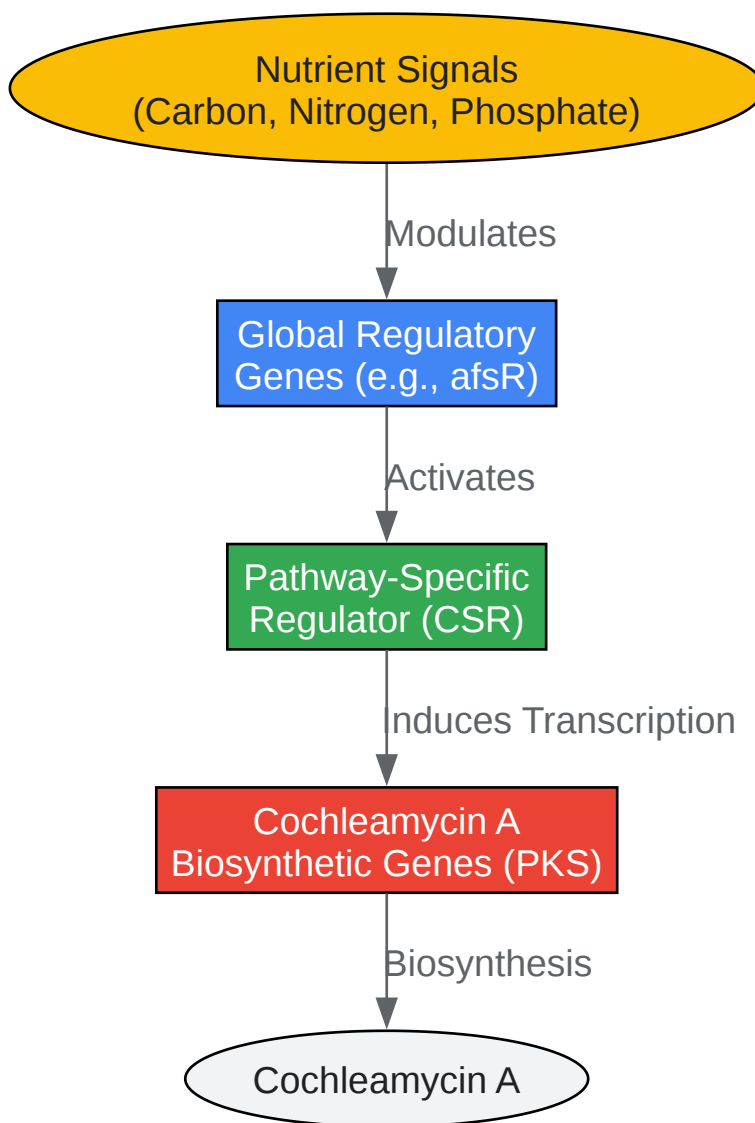 Nutrient Signals
(Carbon, Nitrogen, Phosphate)
Modulates
Global Regulatory
Genes (e.g., afsR)
Activates
Pathway-Specific
Regulator (CSR)
Induces Transcription
Cochleamycin A
Biosynthetic Genes (PKS)
Biosynthesis
Cochleamycin A